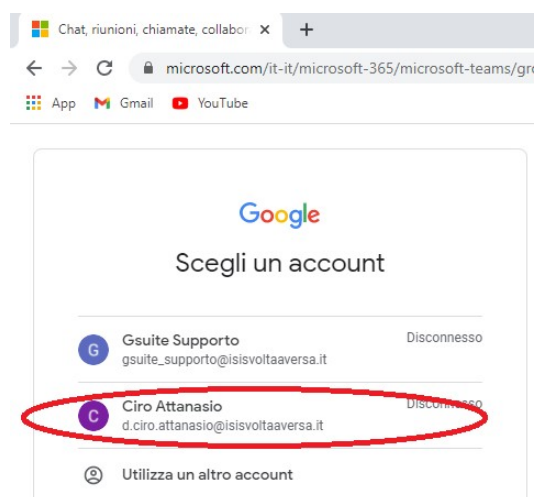 Chat, riunioni, chiamate, collabor
microsoft.com/it-it/microsoft-365/microsoft-teams/gro
App Gmail YouTube
Google
Scegli un account
G Gsuite Supporto Disconnesso
gsuite_supporto@isisvoltaaversa.it
C Ciro Attanasio Disconnesso
d.ciro.attanasio@isisvoltaaversa.it
Utilizza un altro account